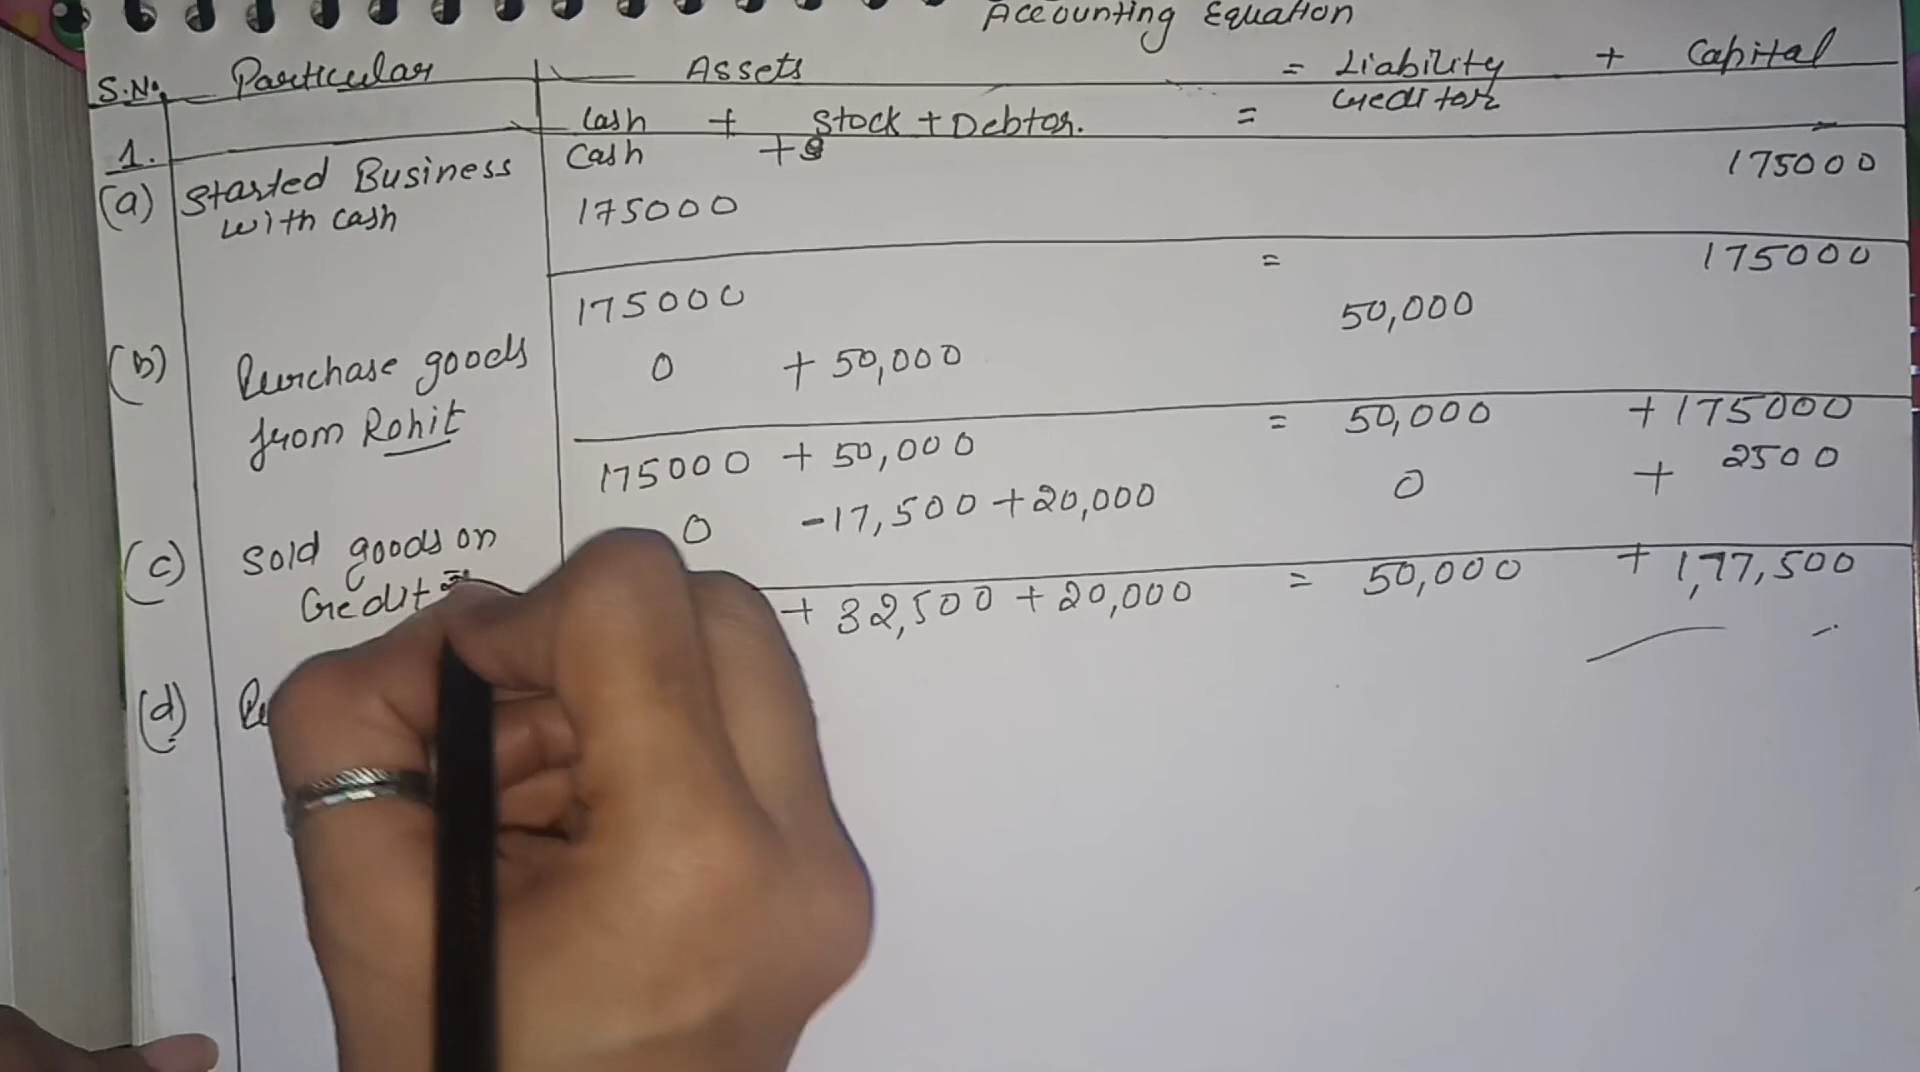 Accounting Equation
S.No. Particular Assets = Liability + Capital
Cash + Stock + Debtor. = Creditor
1. Cash +
(a) Started Business 175000
with cash 175000
175000 = 175000
(b) Purchase goods 0 + 50,000 50,000
from Rohit
175000 + 50,000 = 50,000 + 175000
(c) Sold goods on 0 -17,500 + 20,000 0 + 2500
Credit
+ 32,500 + 20,000 = 50,000 + 1,77,500
(d)